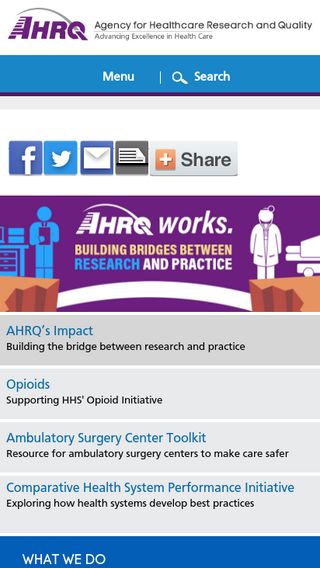 AHRQ
Agency for Healthcare Research and Quality
Advancing Excellence in Health Care
Menu | Search
Share
AHRQ works.
BUILDING BRIDGES BETWEEN
RESEARCH AND PRACTICE
AHRQ's Impact
Building the bridge between research and practice
Opioids
Supporting HHS' Opioid Initiative
Ambulatory Surgery Center Toolkit
Resource for ambulatory surgery centers to make care safer
Comparative Health System Performance Initiative
Exploring how health systems develop best practices
WHAT WE DO